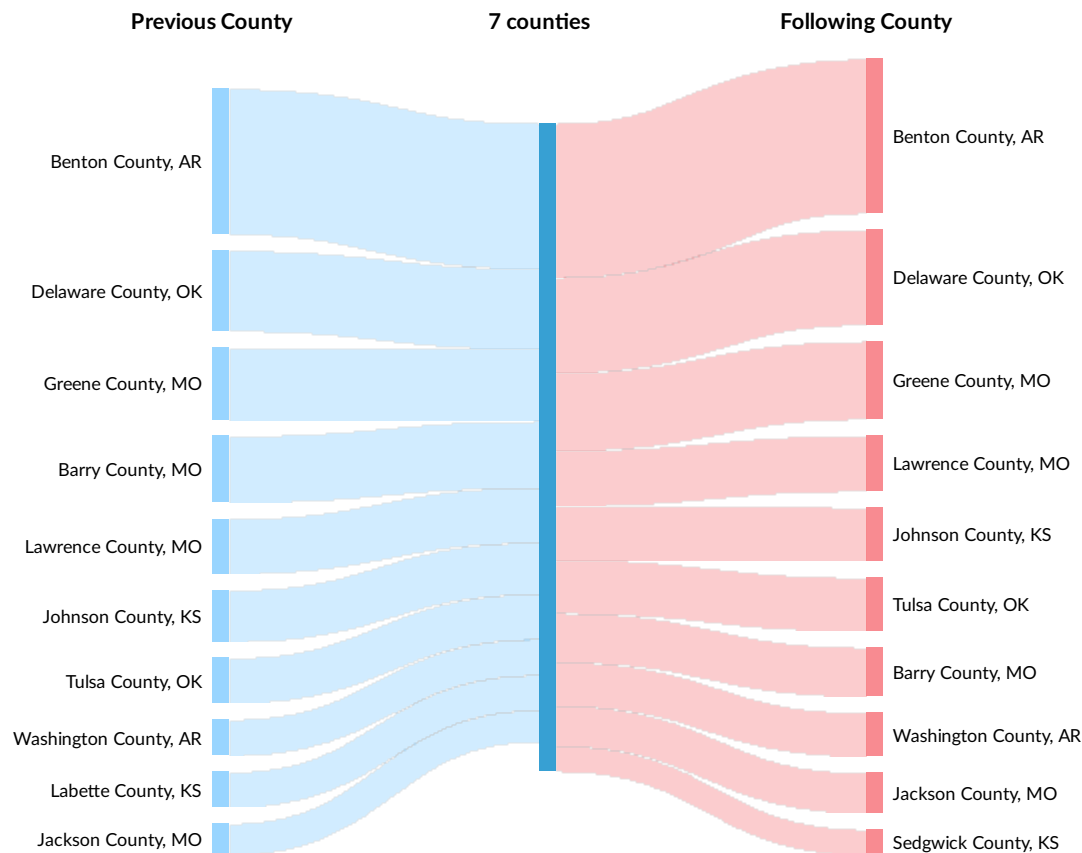 Previous County
7 counties
Following County
Benton County, AR
Delaware County, OK
Greene County, MO
Barry County, MO
Lawrence County, MO
Johnson County, KS
Tulsa County, OK
Washington County, AR
Labette County, KS
Jackson County, MO
Benton County, AR
Delaware County, OK
Greene County, MO
Lawrence County, MO
Johnson County, KS
Tulsa County, OK
Barry County, MO
Washington County, AR
Jackson County, MO
Sedgwick County, KS